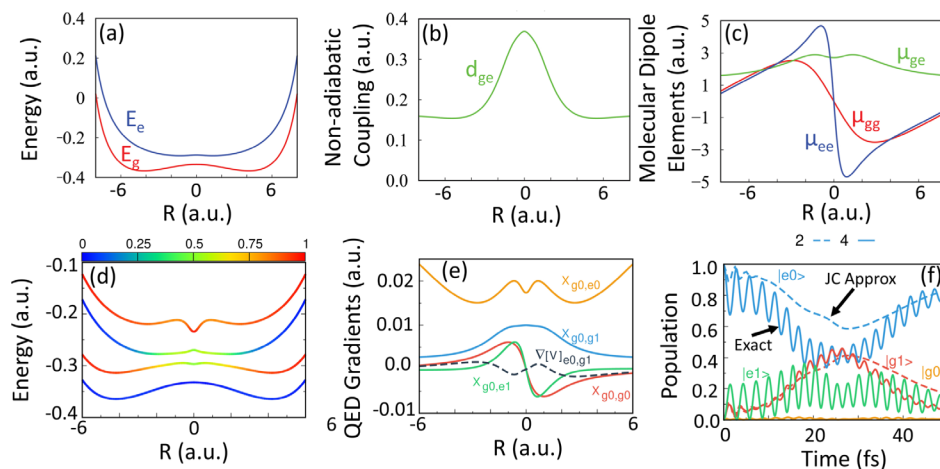 (a)
Energy (a.u.)
0.4
0.2
0
-0.2
-0.4
E_e
E_g
-6
0
6
R (a.u.)
(b)
Non-adiabatic
Coupling (a.u.)
0.4
0.3
0.2
0.1
0.0
d_ge
-6
0
6
R (a.u.)
(c)
Molecular Dipole
Elements (a.u.)
5
3
1
-1
-3
-5
μ_ge
μ_gg
μ_ee
-6
0
6
R (a.u.)
0 0.25 0.5 0.75 1
(d)
Energy (a.u.)
-0.1
-0.2
-0.3
-0.4
-6
0
6
R (a.u.)
(e)
QED Gradients (a.u.)
0.02
0.01
0.0
-0.01
X_g0,e0
X_g0,g1
∇[V]_e0,g1
X_g0,e1
X_g0,g0
-6
0
6
R (a.u.)
2 4
(f)
Population
1.0
0.8
0.6
0.4
0.2
0
|e0>
JC Approx
Exact
|e1>
|g1>
|g0
0
20
40
Time (fs)